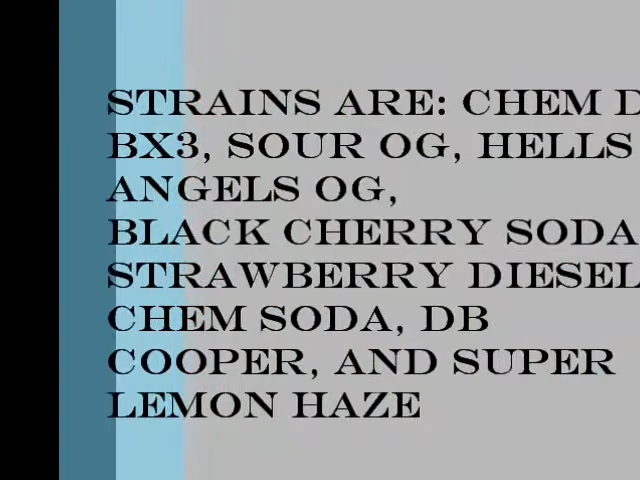 STRAINS ARE: CHEM D
BX3, SOUR OG, HELLS
ANGELS OG,
BLACK CHERRY SODA
STRAWBERRY DIESEL
CHEM SODA, DB
COOPER, AND SUPER
LEMON HAZE